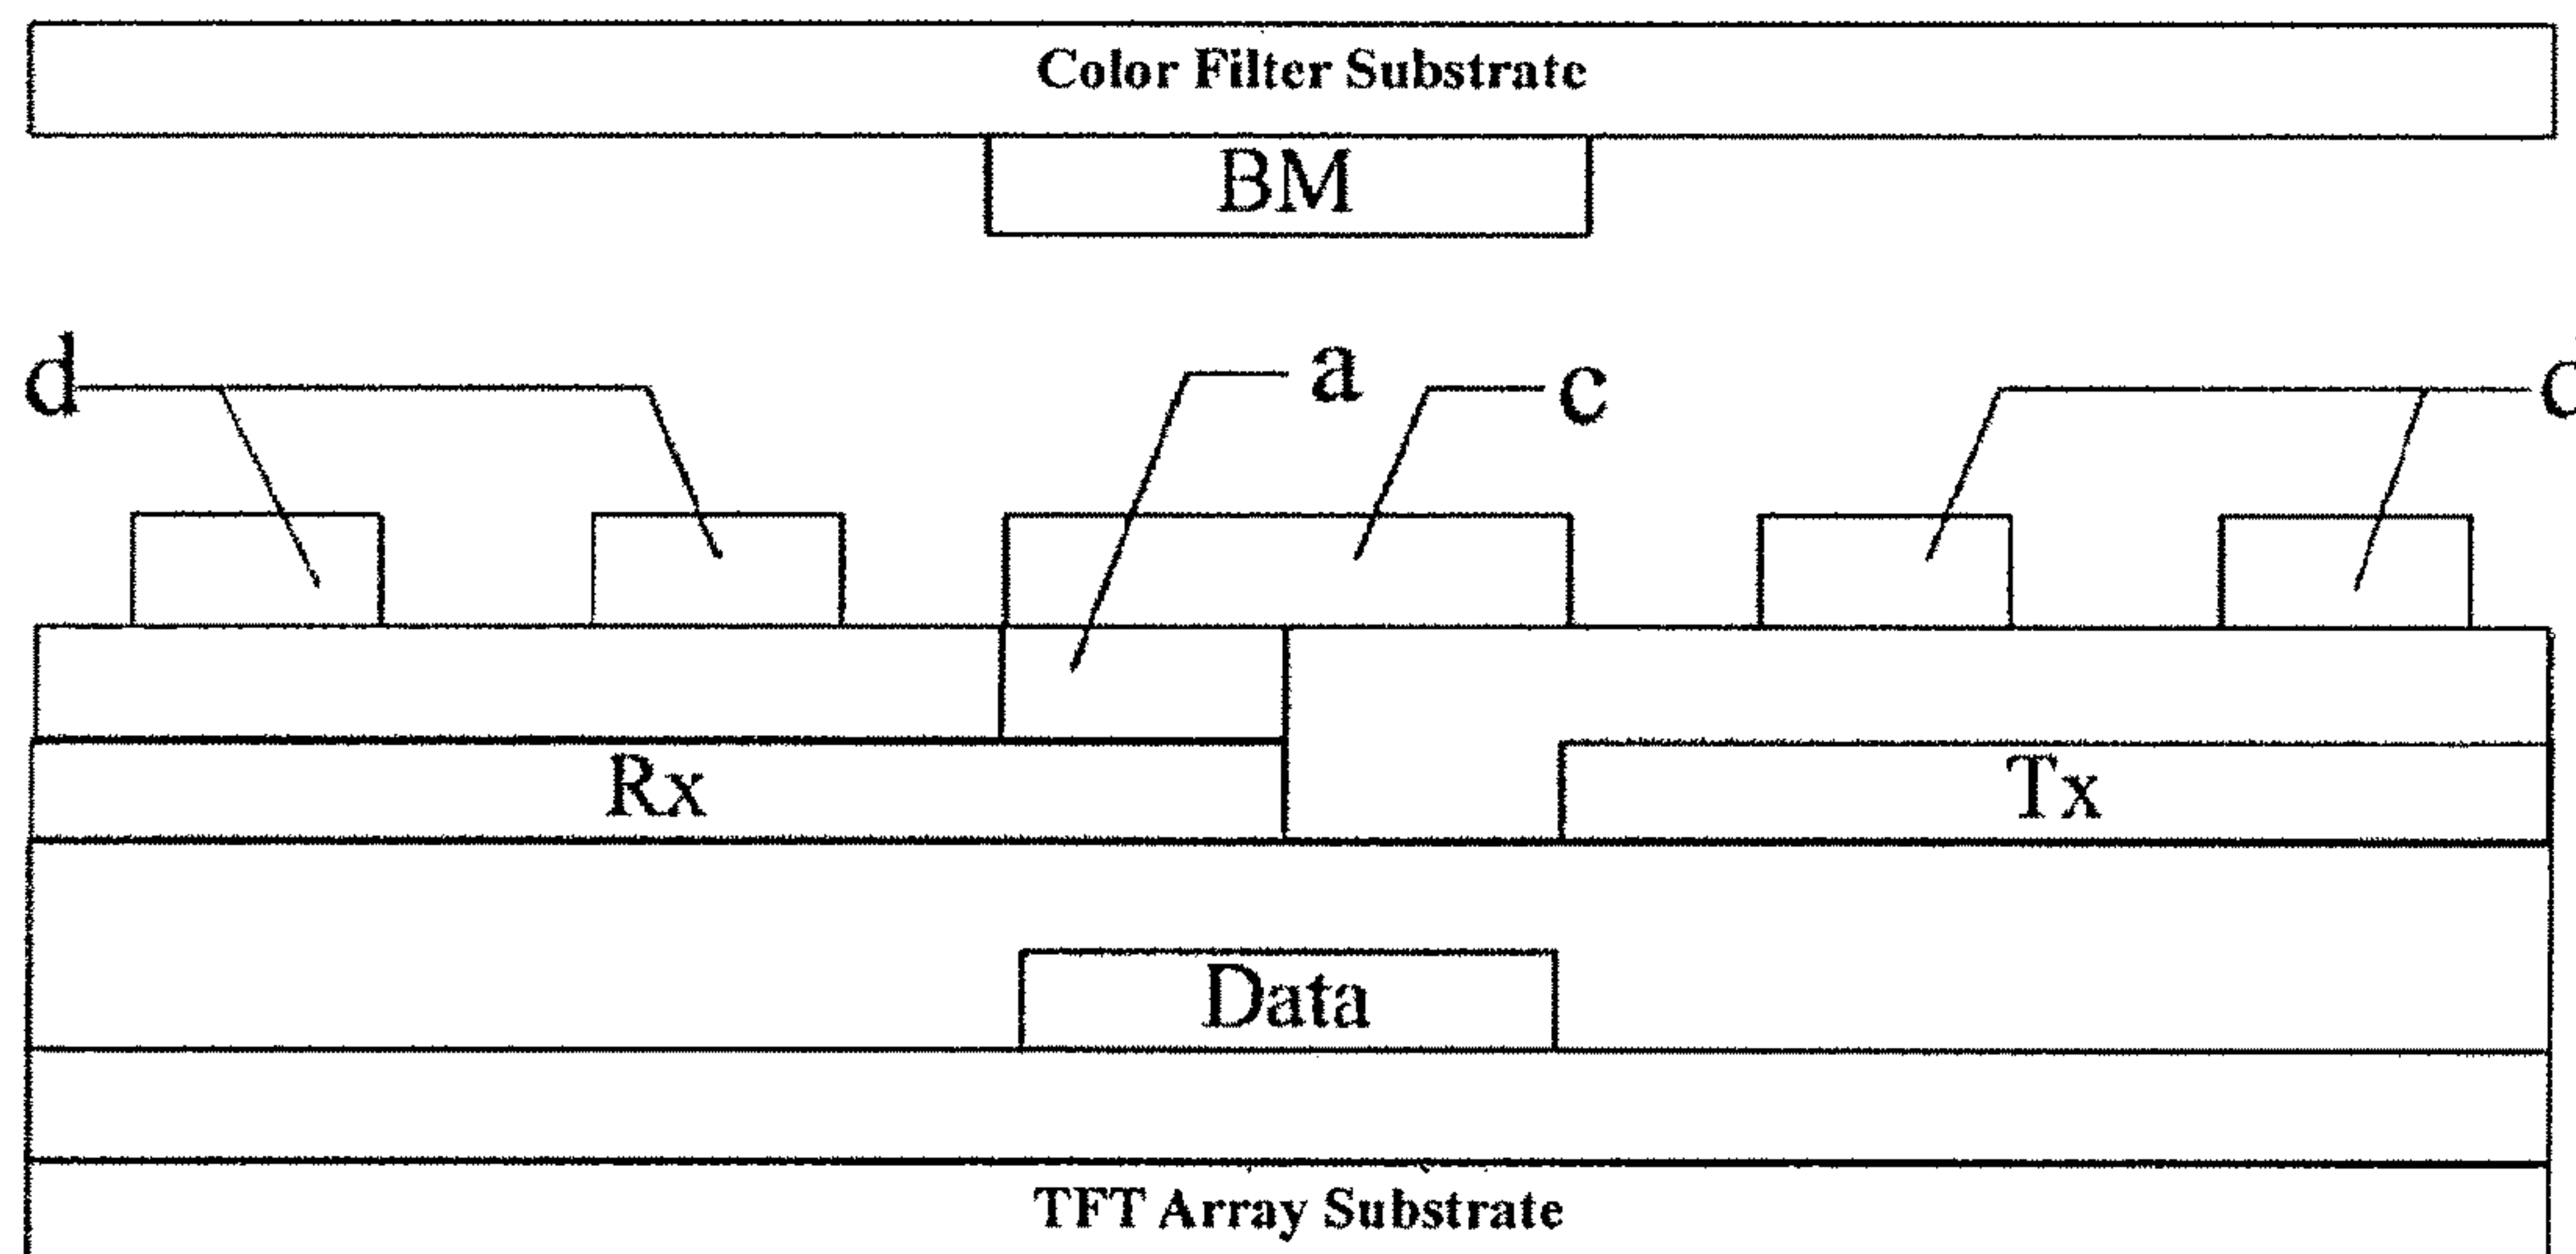 Color Filter Substrate
BM
d a c
Rx Tx
Data
TFT Array Substrate